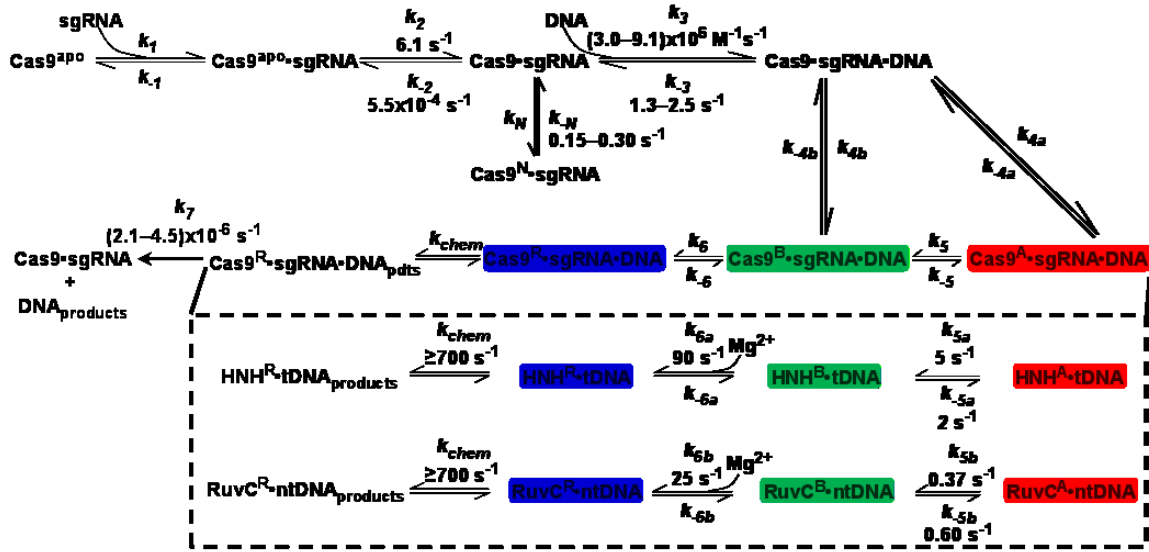 sgRNA
k1
k-1
Cas9apo
Cas9apo•sgRNA
k2
6.1 s-1
k-2
5.5x10-4 s-1
Cas9•sgRNA
DNA
k3
(3.0–9.1)x10⁶ M-1s-1
k-3
1.3–2.5 s-1
Cas9•sgRNA•DNA
kN
k-N
0.15–0.30 s-1
Cas9N•sgRNA
k-4b
k4b
k4a
k-4a
k7
(2.1–4.5)x10-6 s-1
Cas9•sgRNA
+
DNAproducts
Cas9R•sgRNA•DNApdts
kchem
Cas9R•sgRNA•DNA
k6
k-6
Cas9B•sgRNA•DNA
k5
k-5
Cas9A•sgRNA•DNA
HNHR•tDNAproducts
kchem
≥700 s-1
HNHR•tDNA
k6a
90 s-1
Mg2+
k-6a
HNHB•tDNA
k5a
5 s-1
k-5a
2 s-1
HNHA•tDNA
RuvCR•ntDNAproducts
kchem
≥700 s-1
RuvCR•ntDNA
k6b
25 s-1
Mg2+
k-6b
RuvCB•ntDNA
k5b
0.37 s-1
k-5b
0.60 s-1
RuvCA•ntDNA